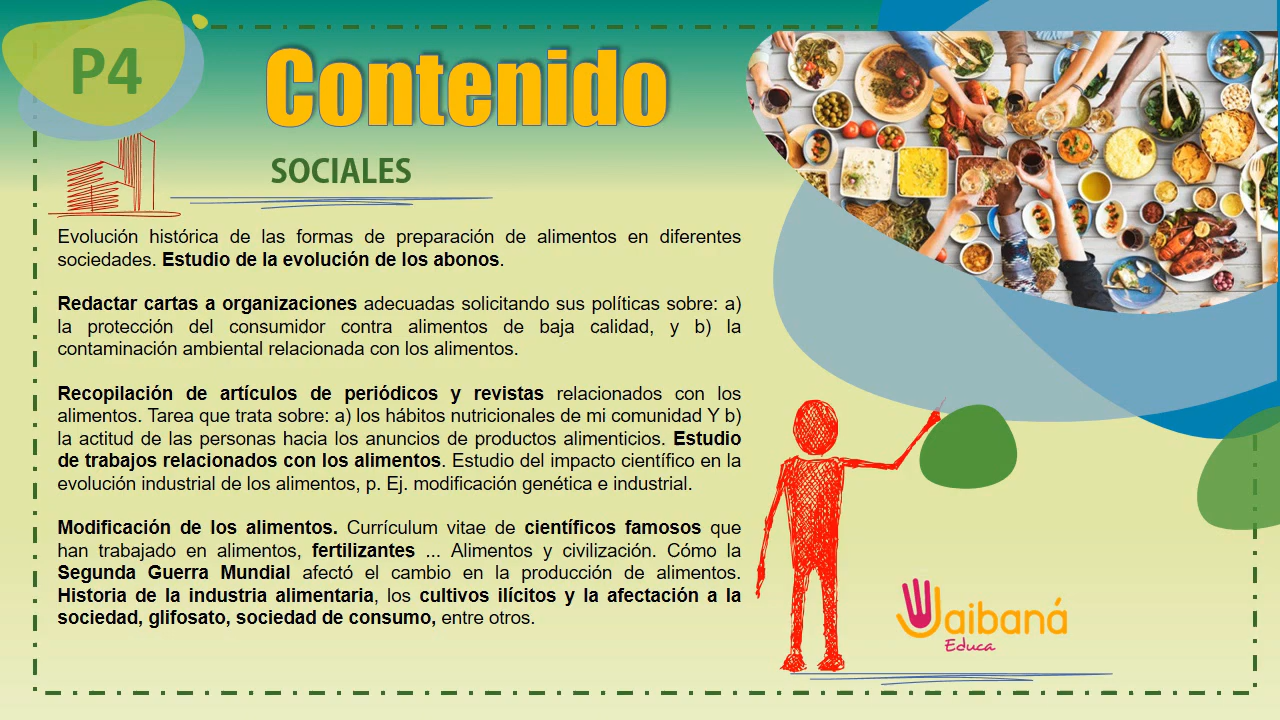 P4
Contenido
SOCIALES
Evolución histórica de las formas de preparación de alimentos en diferentes
sociedades. Estudio de la evolución de los abonos.
Redactar cartas a organizaciones adecuadas solicitando sus políticas sobre: a)
la protección del consumidor contra alimentos de baja calidad, y b) la
contaminación ambiental relacionada con los alimentos.
Recopilación de artículos de periódicos y revistas relacionados con los
alimentos. Tarea que trata sobre: a) los hábitos nutricionales de mi comunidad Y b)
la actitud de las personas hacia los anuncios de productos alimenticios. Estudio
de trabajos relacionados con los alimentos. Estudio del impacto científico en la
evolución industrial de los alimentos, p. Ej. modificación genética e industrial.
Modificación de los alimentos. Currículum vitae de científicos famosos que
han trabajado en alimentos, fertilizantes ... Alimentos y civilización. Cómo la
Segunda Guerra Mundial afectó el cambio en la producción de alimentos.
Historia de la industria alimentaria, los cultivos ilícitos y la afectación a la
sociedad, glifosato, sociedad de consumo, entre otros.
Jaibaná
Educa